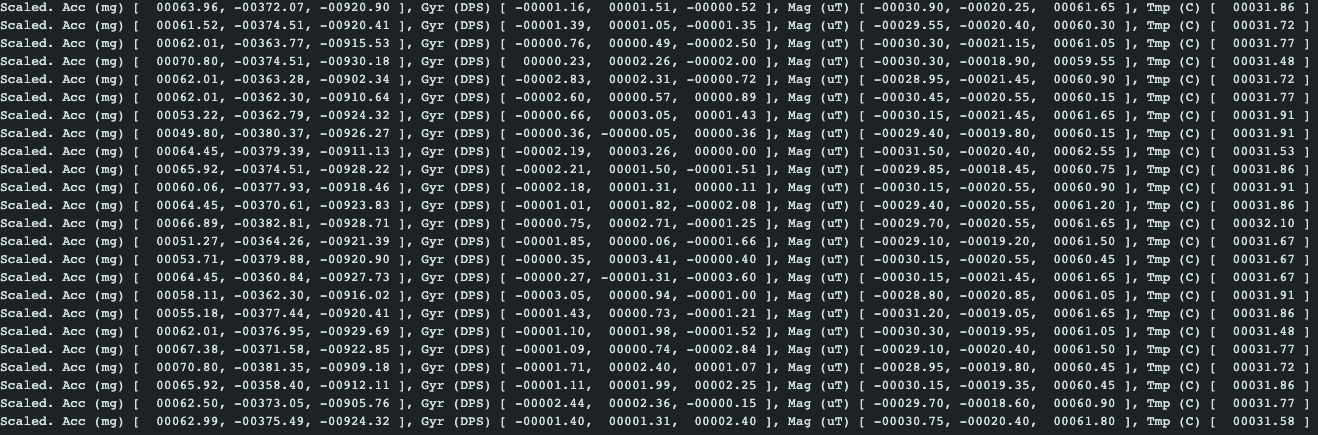 Scaled. Acc (mg) [  00063.96, -00372.07, -00920.90 ], Gyr (DPS) [ -00001.16,  00001.51, -00000.52 ], Mag (uT) [ -00030.90, -00020.25,  00061.65 ], Tmp (C) [  00031.86 ]
Scaled. Acc (mg) [  00061.52, -00374.51, -00921.39 ], Gyr (DPS) [ -00001.41,  00001.05, -00001.35 ], Mag (uT) [ -00029.55, -00020.40,  00060.30 ], Tmp (C) [  00031.72 ]
Scaled. Acc (mg) [  00062.01, -00363.77, -00915.53 ], Gyr (DPS) [ -00000.76,  00000.49, -00002.50 ], Mag (uT) [ -00030.30, -00021.15,  00061.05 ], Tmp (C) [  00031.77 ]
Scaled. Acc (mg) [  00070.80, -00374.51, -00930.18 ], Gyr (DPS) [  00000.23,  00002.26, -00002.00 ], Mag (uT) [ -00030.30, -00018.90,  00059.55 ], Tmp (C) [  00031.48 ]
Scaled. Acc (mg) [  00062.01, -00363.28, -00902.34 ], Gyr (DPS) [ -00002.83,  00002.31, -00000.72 ], Mag (uT) [ -00028.95, -00021.45,  00060.90 ], Tmp (C) [  00031.72 ]
Scaled. Acc (mg) [  00062.01, -00362.30, -00910.64 ], Gyr (DPS) [ -00002.60,  00000.57,  00000.89 ], Mag (uT) [ -00030.45, -00020.55,  00060.15 ], Tmp (C) [  00031.77 ]
Scaled. Acc (mg) [  00053.22, -00362.79, -00924.32 ], Gyr (DPS) [ -00000.66,  00003.05,  00001.43 ], Mag (uT) [ -00030.15, -00021.45,  00061.65 ], Tmp (C) [  00031.91 ]
Scaled. Acc (mg) [  00049.80, -00380.37, -00926.27 ], Gyr (DPS) [ -00000.36, -00000.05,  00000.36 ], Mag (uT) [ -00029.40, -00019.80,  00060.15 ], Tmp (C) [  00031.91 ]
Scaled. Acc (mg) [  00064.45, -00379.39, -00911.13 ], Gyr (DPS) [ -00002.19,  00003.26,  00000.00 ], Mag (uT) [ -00031.50, -00020.40,  00062.55 ], Tmp (C) [  00031.53 ]
Scaled. Acc (mg) [  00065.92, -00374.51, -00928.22 ], Gyr (DPS) [ -00002.21,  00001.50, -00001.51 ], Mag (uT) [ -00029.85, -00018.45,  00060.75 ], Tmp (C) [  00031.86 ]
Scaled. Acc (mg) [  00060.06, -00377.93, -00918.46 ], Gyr (DPS) [ -00002.18,  00001.31,  00000.11 ], Mag (uT) [ -00030.15, -00020.55,  00060.90 ], Tmp (C) [  00031.91 ]
Scaled. Acc (mg) [  00064.45, -00370.61, -00923.83 ], Gyr (DPS) [ -00001.01,  00001.82, -00002.08 ], Mag (uT) [ -00029.40, -00020.55,  00061.20 ], Tmp (C) [  00031.86 ]
Scaled. Acc (mg) [  00066.89, -00382.81, -00928.71 ], Gyr (DPS) [ -00000.75,  00002.71, -00001.25 ], Mag (uT) [ -00029.70, -00020.55,  00061.65 ], Tmp (C) [  00032.10 ]
Scaled. Acc (mg) [  00051.27, -00364.26, -00921.39 ], Gyr (DPS) [ -00001.85,  00000.06, -00001.66 ], Mag (uT) [ -00029.10, -00019.20,  00061.50 ], Tmp (C) [  00031.67 ]
Scaled. Acc (mg) [  00053.71, -00379.88, -00920.90 ], Gyr (DPS) [ -00000.35,  00003.41, -00000.40 ], Mag (uT) [ -00030.15, -00020.55,  00060.45 ], Tmp (C) [  00031.67 ]
Scaled. Acc (mg) [  00064.45, -00360.84, -00927.73 ], Gyr (DPS) [ -00000.27, -00001.31, -00003.60 ], Mag (uT) [ -00030.15, -00021.45,  00061.65 ], Tmp (C) [  00031.67 ]
Scaled. Acc (mg) [  00058.11, -00362.30, -00916.02 ], Gyr (DPS) [ -00003.05,  00000.94, -00001.00 ], Mag (uT) [ -00028.80, -00020.85,  00061.05 ], Tmp (C) [  00031.91 ]
Scaled. Acc (mg) [  00055.18, -00377.44, -00920.41 ], Gyr (DPS) [ -00001.43,  00000.73, -00001.21 ], Mag (uT) [ -00031.20, -00019.05,  00061.65 ], Tmp (C) [  00031.86 ]
Scaled. Acc (mg) [  00062.01, -00376.95, -00929.69 ], Gyr (DPS) [ -00001.10,  00001.98, -00001.52 ], Mag (uT) [ -00030.30, -00019.95,  00061.05 ], Tmp (C) [  00031.48 ]
Scaled. Acc (mg) [  00067.38, -00371.58, -00922.85 ], Gyr (DPS) [ -00001.09,  00000.74, -00002.84 ], Mag (uT) [ -00029.10, -00020.40,  00061.50 ], Tmp (C) [  00031.77 ]
Scaled. Acc (mg) [  00070.80, -00381.35, -00909.18 ], Gyr (DPS) [ -00001.71,  00002.40,  00001.07 ], Mag (uT) [ -00028.95, -00019.80,  00060.45 ], Tmp (C) [  00031.72 ]
Scaled. Acc (mg) [  00065.92, -00358.40, -00912.11 ], Gyr (DPS) [ -00001.11,  00001.99,  00002.25 ], Mag (uT) [ -00030.15, -00019.35,  00060.45 ], Tmp (C) [  00031.86 ]
Scaled. Acc (mg) [  00062.50, -00373.05, -00905.76 ], Gyr (DPS) [ -00002.44,  00002.36, -00000.15 ], Mag (uT) [ -00029.70, -00018.60,  00060.90 ], Tmp (C) [  00031.77 ]
Scaled. Acc (mg) [  00062.99, -00375.49, -00924.32 ], Gyr (DPS) [ -00001.40,  00001.31,  00002.40 ], Mag (uT) [ -00030.75, -00020.40,  00061.80 ], Tmp (C) [  00031.58 ]